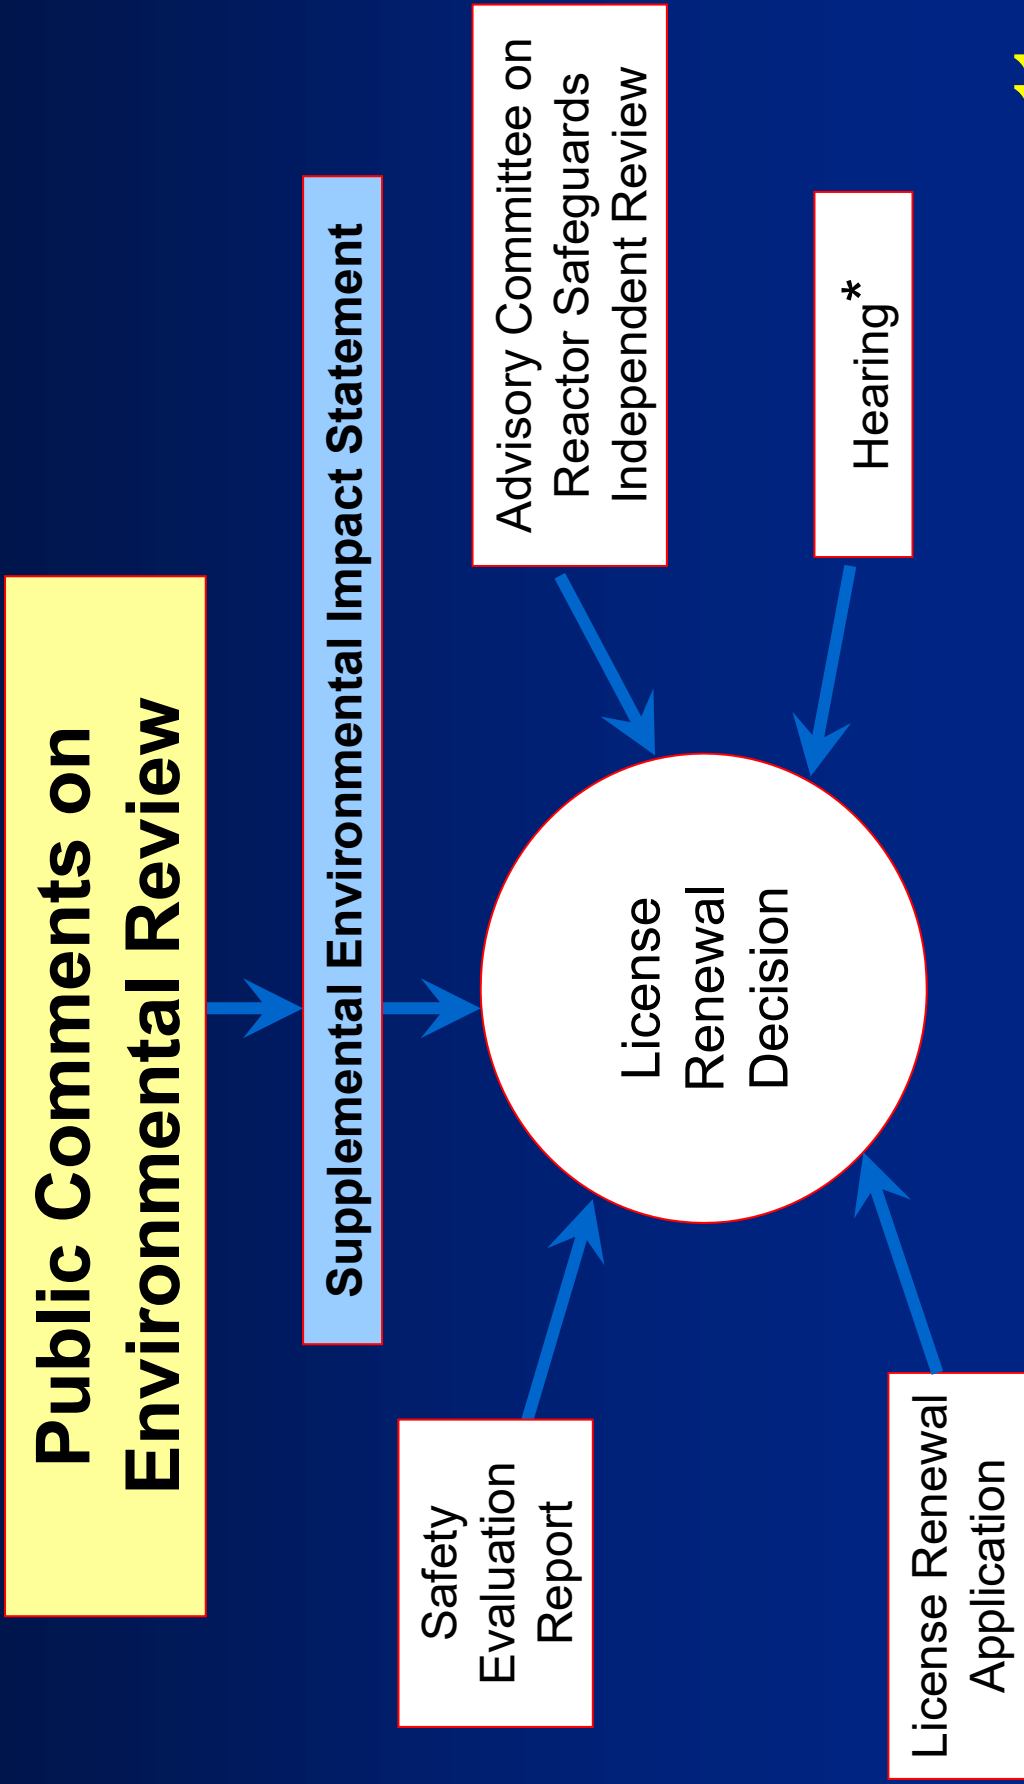 Public Comments on
Environmental Review
Supplemental Environmental Impact Statement
Safety
Evaluation
Report
Advisory Committee on
Reactor Safeguards
Independent Review
License
Renewal
Decision
License Renewal
Application
Hearing*